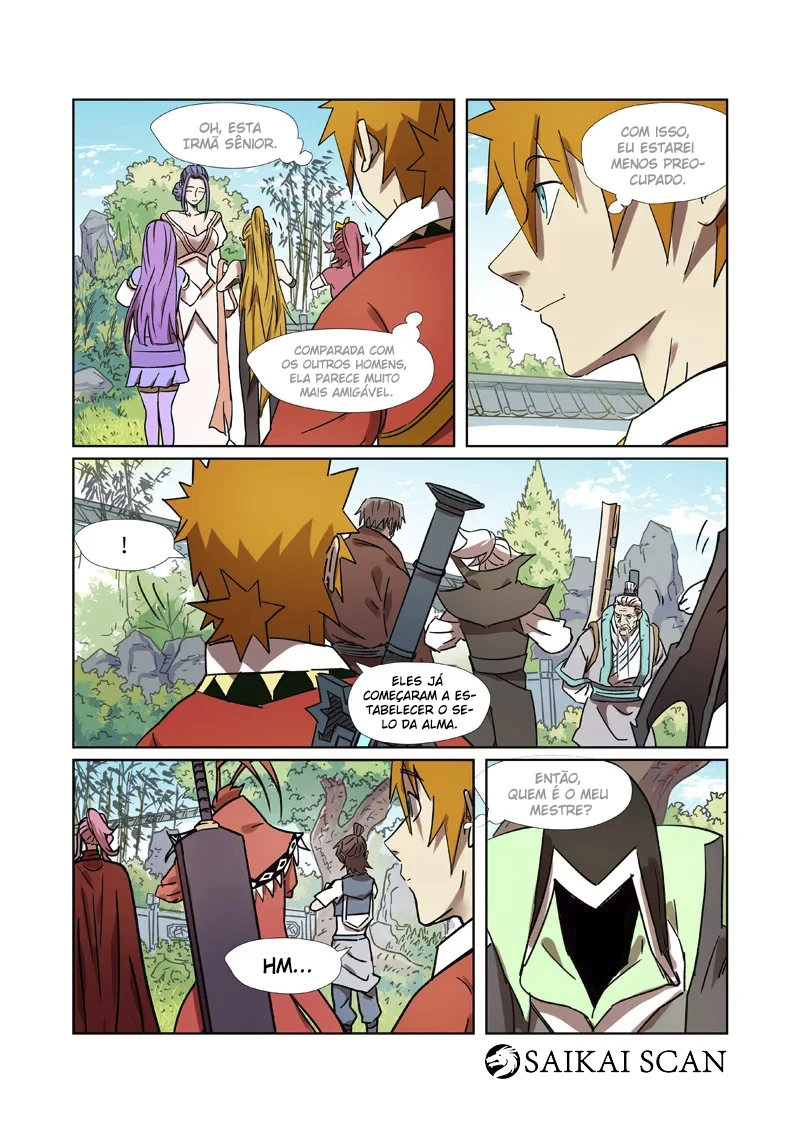 OH, ESTA
IRMÃ SÊNIOR.
COMPARADA COM
OS OUTROS HOMENS,
ELA PARECE MUITO
MAIS AMIGÁVEL.
COM ISSO,
EU ESTAREI
MENOS PREO-
CUPADO.
!
ELES JÁ
COMEÇARAM A ES-
TABELECER O SE-
LO DA ALMA.
HM...
ENTÃO,
QUEM É O MEU
MESTRE?
SAIKAI SCAN